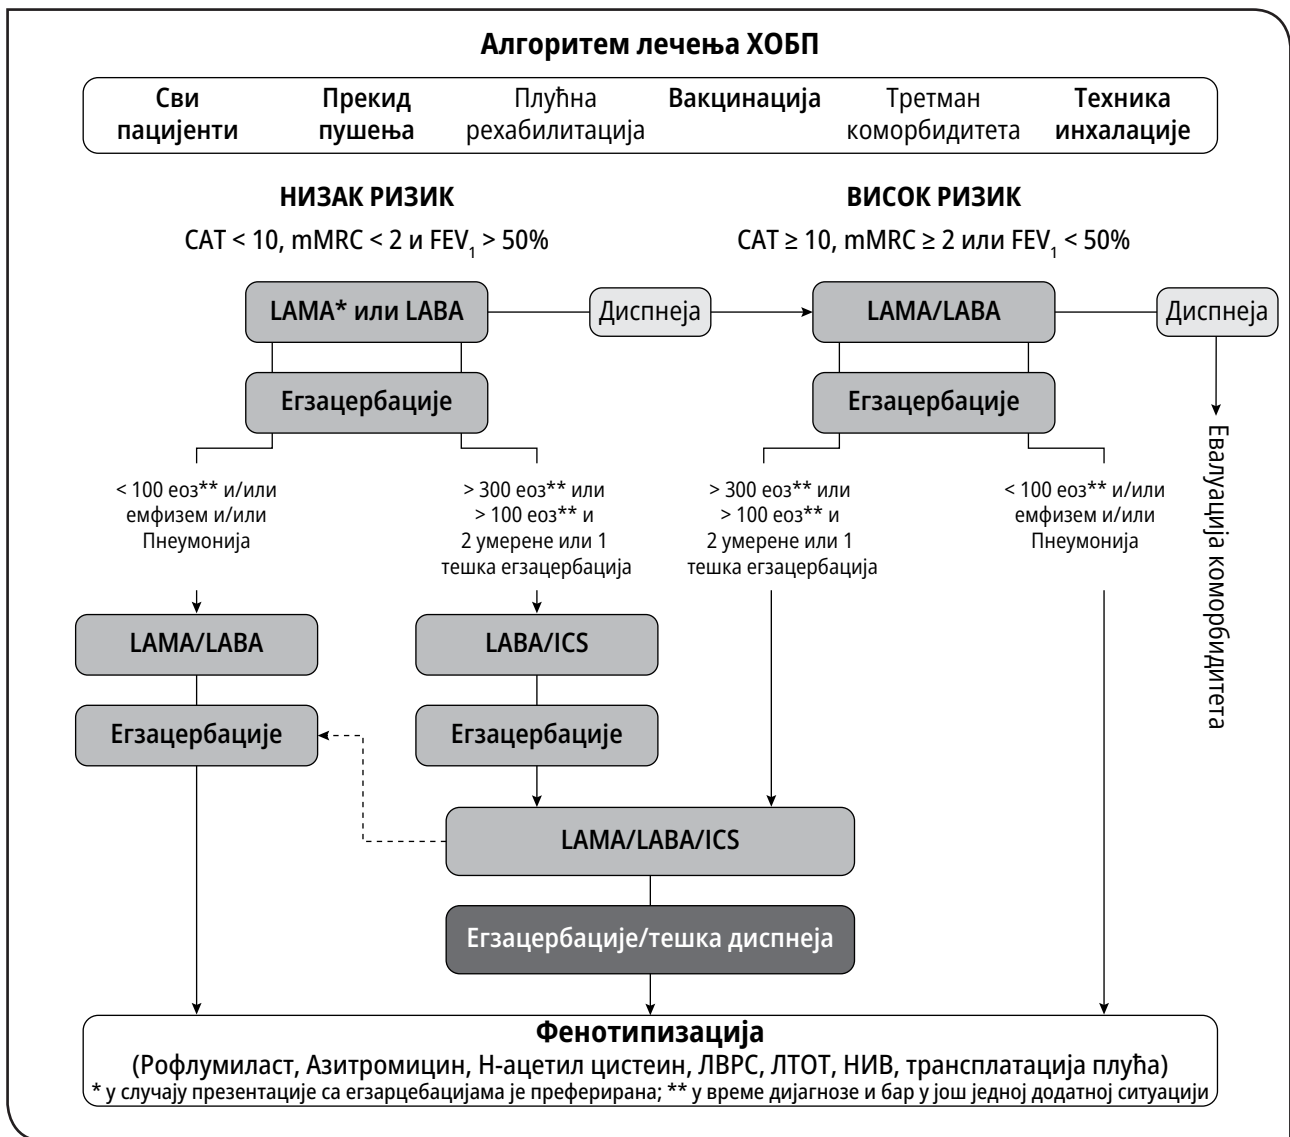 Алгоритем лечења ХОБП
Сви
пацијенти
Прекид
пушења
Плућна
рехабилитација
Вакцинација
Третман
коморбидитета
Техника
инхалације
НИЗАК РИЗИК
CAT < 10, mMRC < 2 и FEV₁ > 50%
ВИСОК РИЗИК
CAT ≥ 10, mMRC ≥ 2 или FEV₁ < 50%
LAMA* или LABA
Диспнеја
LAMA/LABA
Диспнеја
Егзацербације
Егзацербације
< 100 еоз** и/или
емфизем и/или
Пнеумонија
> 300 еоз** или
> 100 еоз** и
2 умерене или 1
тешка егзацербација
> 300 еоз** или
> 100 еоз** и
2 умерене или 1
тешка егзацербација
< 100 еоз** и/или
емфизем и/или
Пнеумонија
Евалуација коморбидитета
LAMA/LABA
LABA/ICS
Егзацербације
Егзацербације
LAMA/LABA/ICS
Егзацербације/тешка диспнеја
Фенотипизација
(Рофлумиласт, Азитромицин, Н-ацетил цистеин, ЛВРС, ЛТОТ, НИВ, трансплатација плућа)
* у случају презентације са егзарцебацијама је преферирана; ** у време дијагнозе и бар у још једној додатној ситуацији